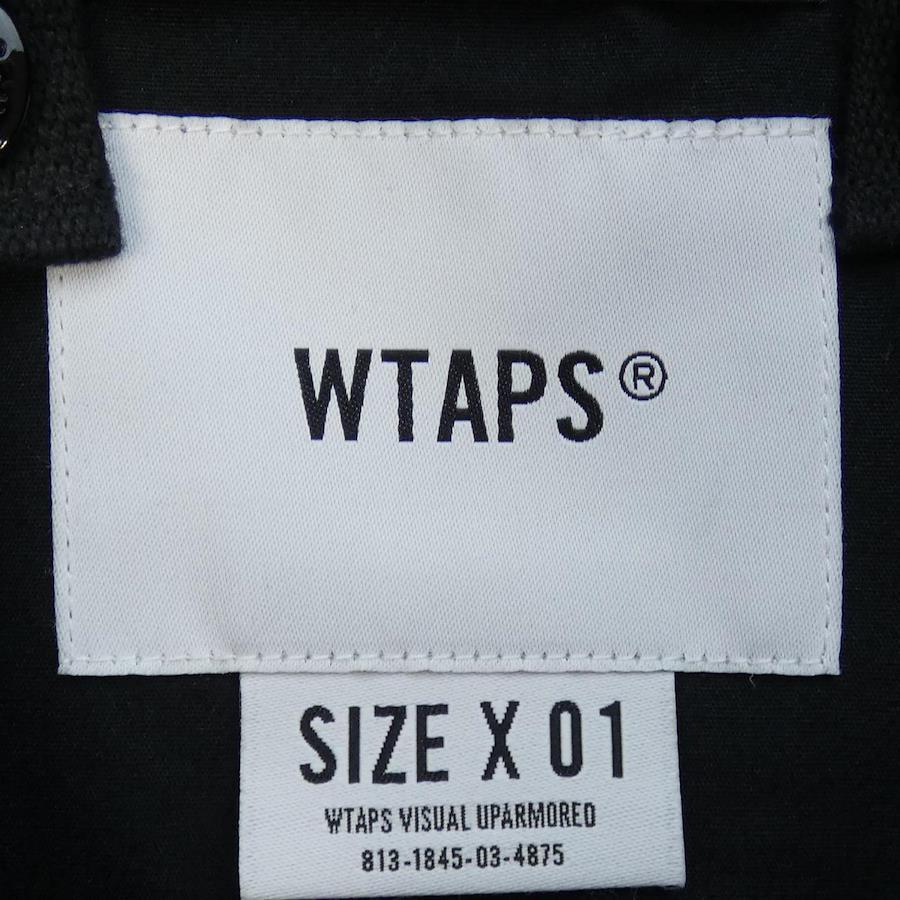 WTAPS®
SIZE X 01
WTAPS VISUAL UPARMORED
813-1845-03-4875